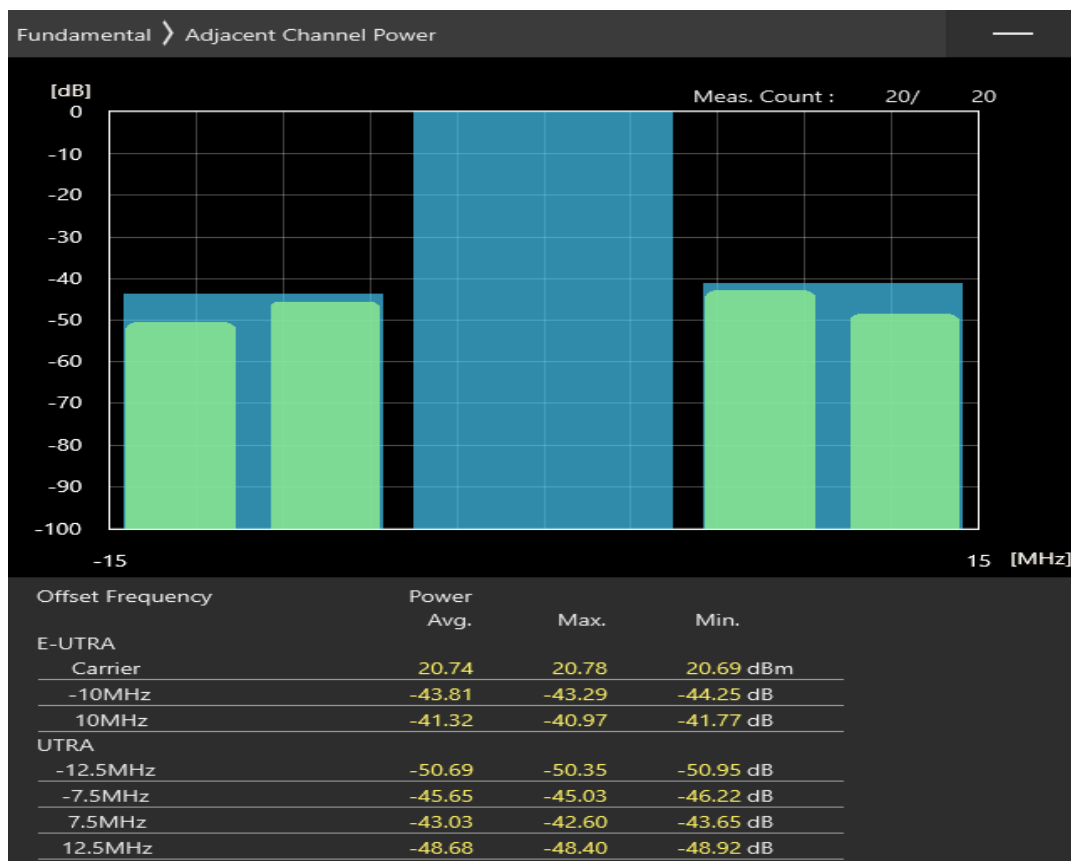 Fundamental ❯ Adjacent Channel Power
[dB]
Meas. Count : 20/ 20
0
-10
-20
-30
-40
-50
-60
-70
-80
-90
-100
-15 15 [MHz]
Offset Frequency Power
Avg. Max. Min.
E-UTRA
Carrier 20.74 20.78 20.69 dBm
-10MHz -43.81 -43.29 -44.25 dB
10MHz -41.32 -40.97 -41.77 dB
UTRA
-12.5MHz -50.69 -50.35 -50.95 dB
-7.5MHz -45.65 -45.03 -46.22 dB
7.5MHz -43.03 -42.60 -43.65 dB
12.5MHz -48.68 -48.40 -48.92 dB